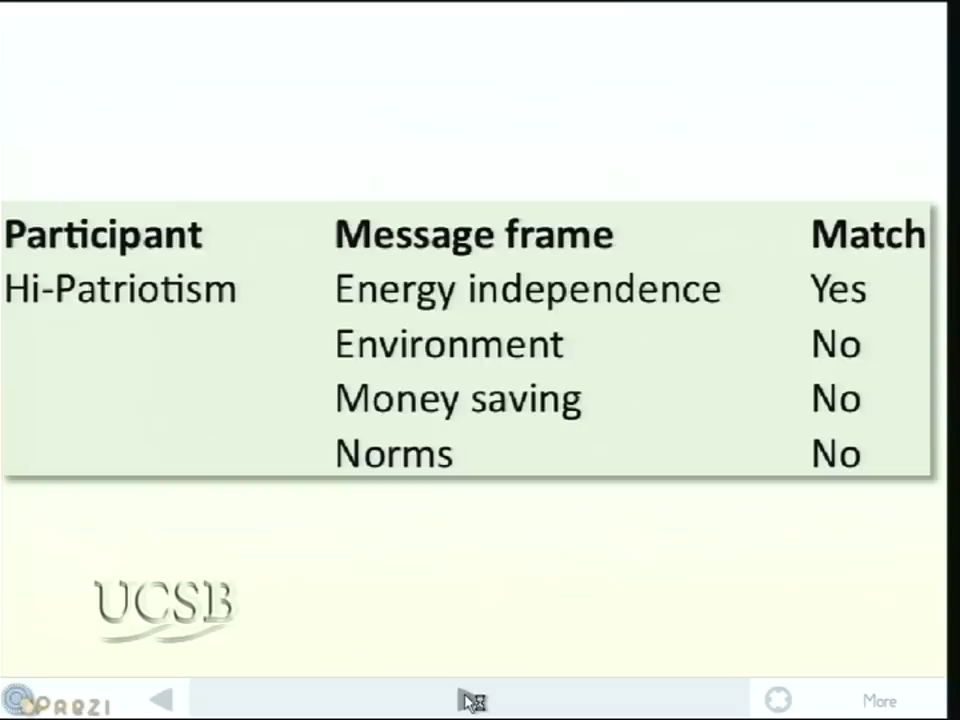 Participant Message frame Match
Hi-Patriotism Energy independence Yes
Environment No
Money saving No
Norms No
UCSB
PREZI More